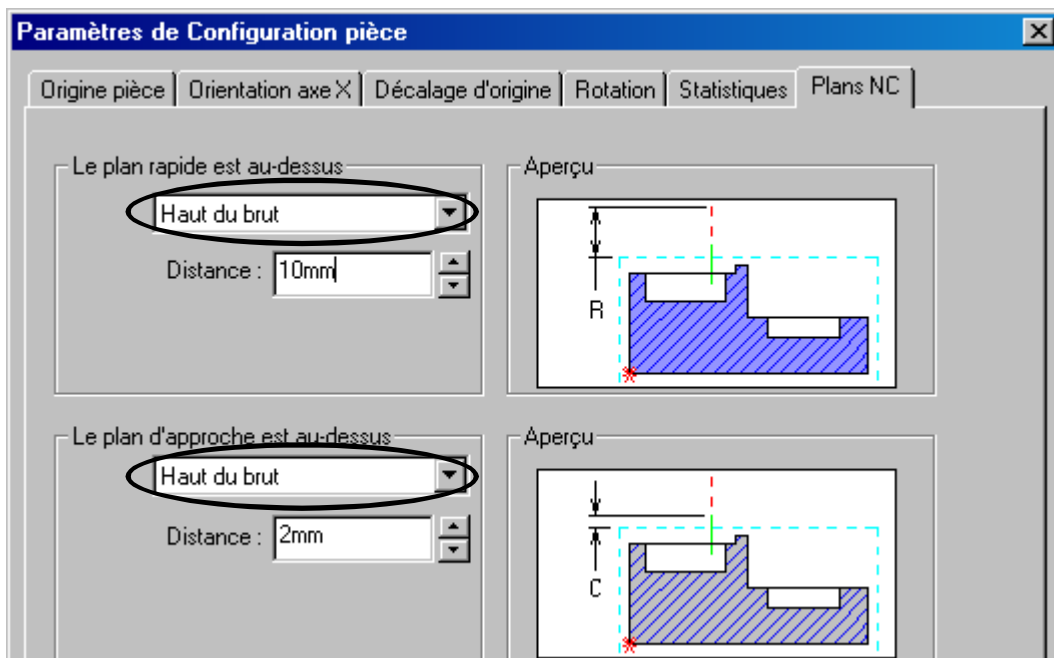 Paramètres de Configuration pièce
Origine pièce Orientation axe X Décalage d'origine Rotation Statistiques Plans NC
Le plan rapide est au-dessus
Haut du brut
Distance : 10mm
Aperçu
R
Le plan d'approche est au-dessus
Haut du brut
Distance : 2mm
Aperçu
C